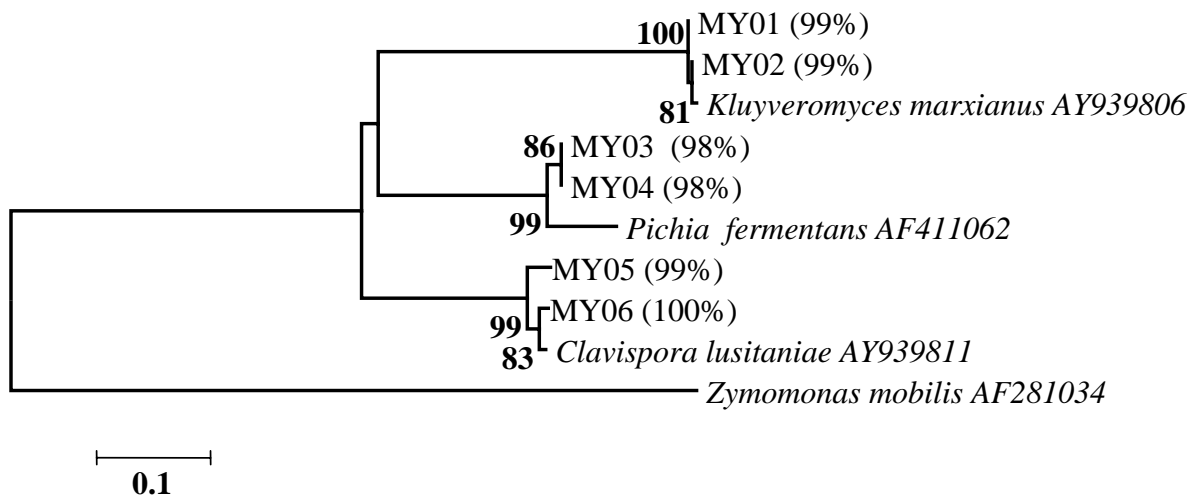 100 MY01 (99%)
MY02 (99%)
81 Kluyveromyces marxianus AY939806
86 MY03 (98%)
MY04 (98%)
99 Pichia fermentans AF411062
MY05 (99%)
MY06 (100%)
99
83 Clavispora lusitaniae AY939811
Zymomonas mobilis AF281034
0.1